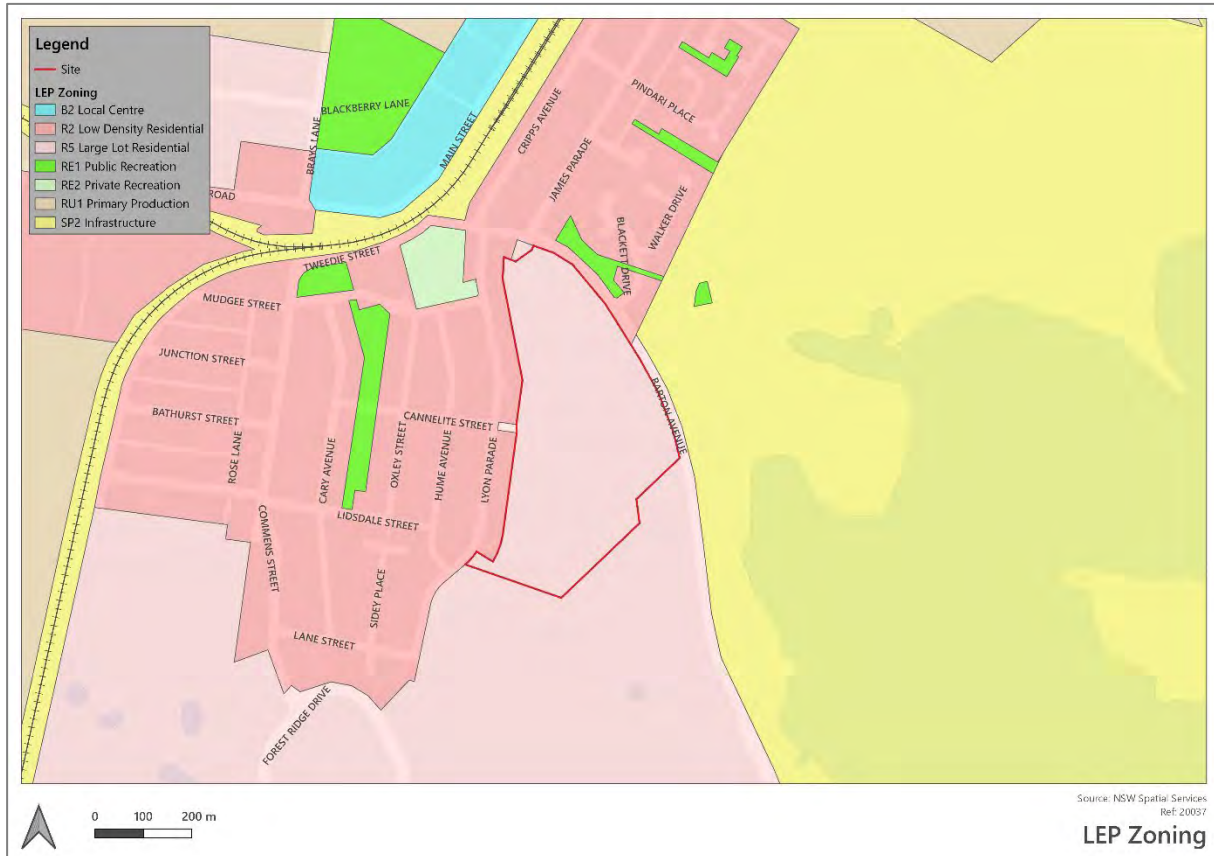 Legend
Site
LEP Zoning
B2 Local Centre
R2 Low Density Residential
R5 Large Lot Residential
RE1 Public Recreation
RE2 Private Recreation
RU1 Primary Production
SP2 Infrastructure
BLACKBERRY LANE
BRAYS LANE
MAIN STREET
ROAD
CRIPPS AVENUE
PINDARI PLACE
JAMES PARADE
WALKER DRIVE
BLACKETT DRIVE
TWEEDIE STREET
MUDGEE STREET
JUNCTION STREET
BATHURST STREET
ROSE LANE
CARY AVENUE
CANNELITE STREET
OXLEY STREET
HUME AVENUE
LYON PARADE
BARTON AVENUE
LIDSDALE STREET
COMMENS STREET
SIDEY PLACE
LANE STREET
FOREST RIDGE DRIVE
0 100 200 m
Source: NSW Spatial Services
Ref: 20037
LEP Zoning